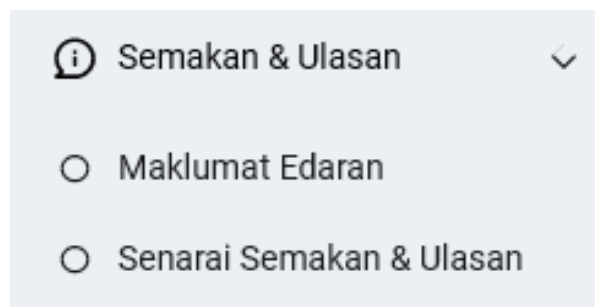 Semakan & Ulasan
Maklumat Edaran
Senarai Semakan & Ulasan